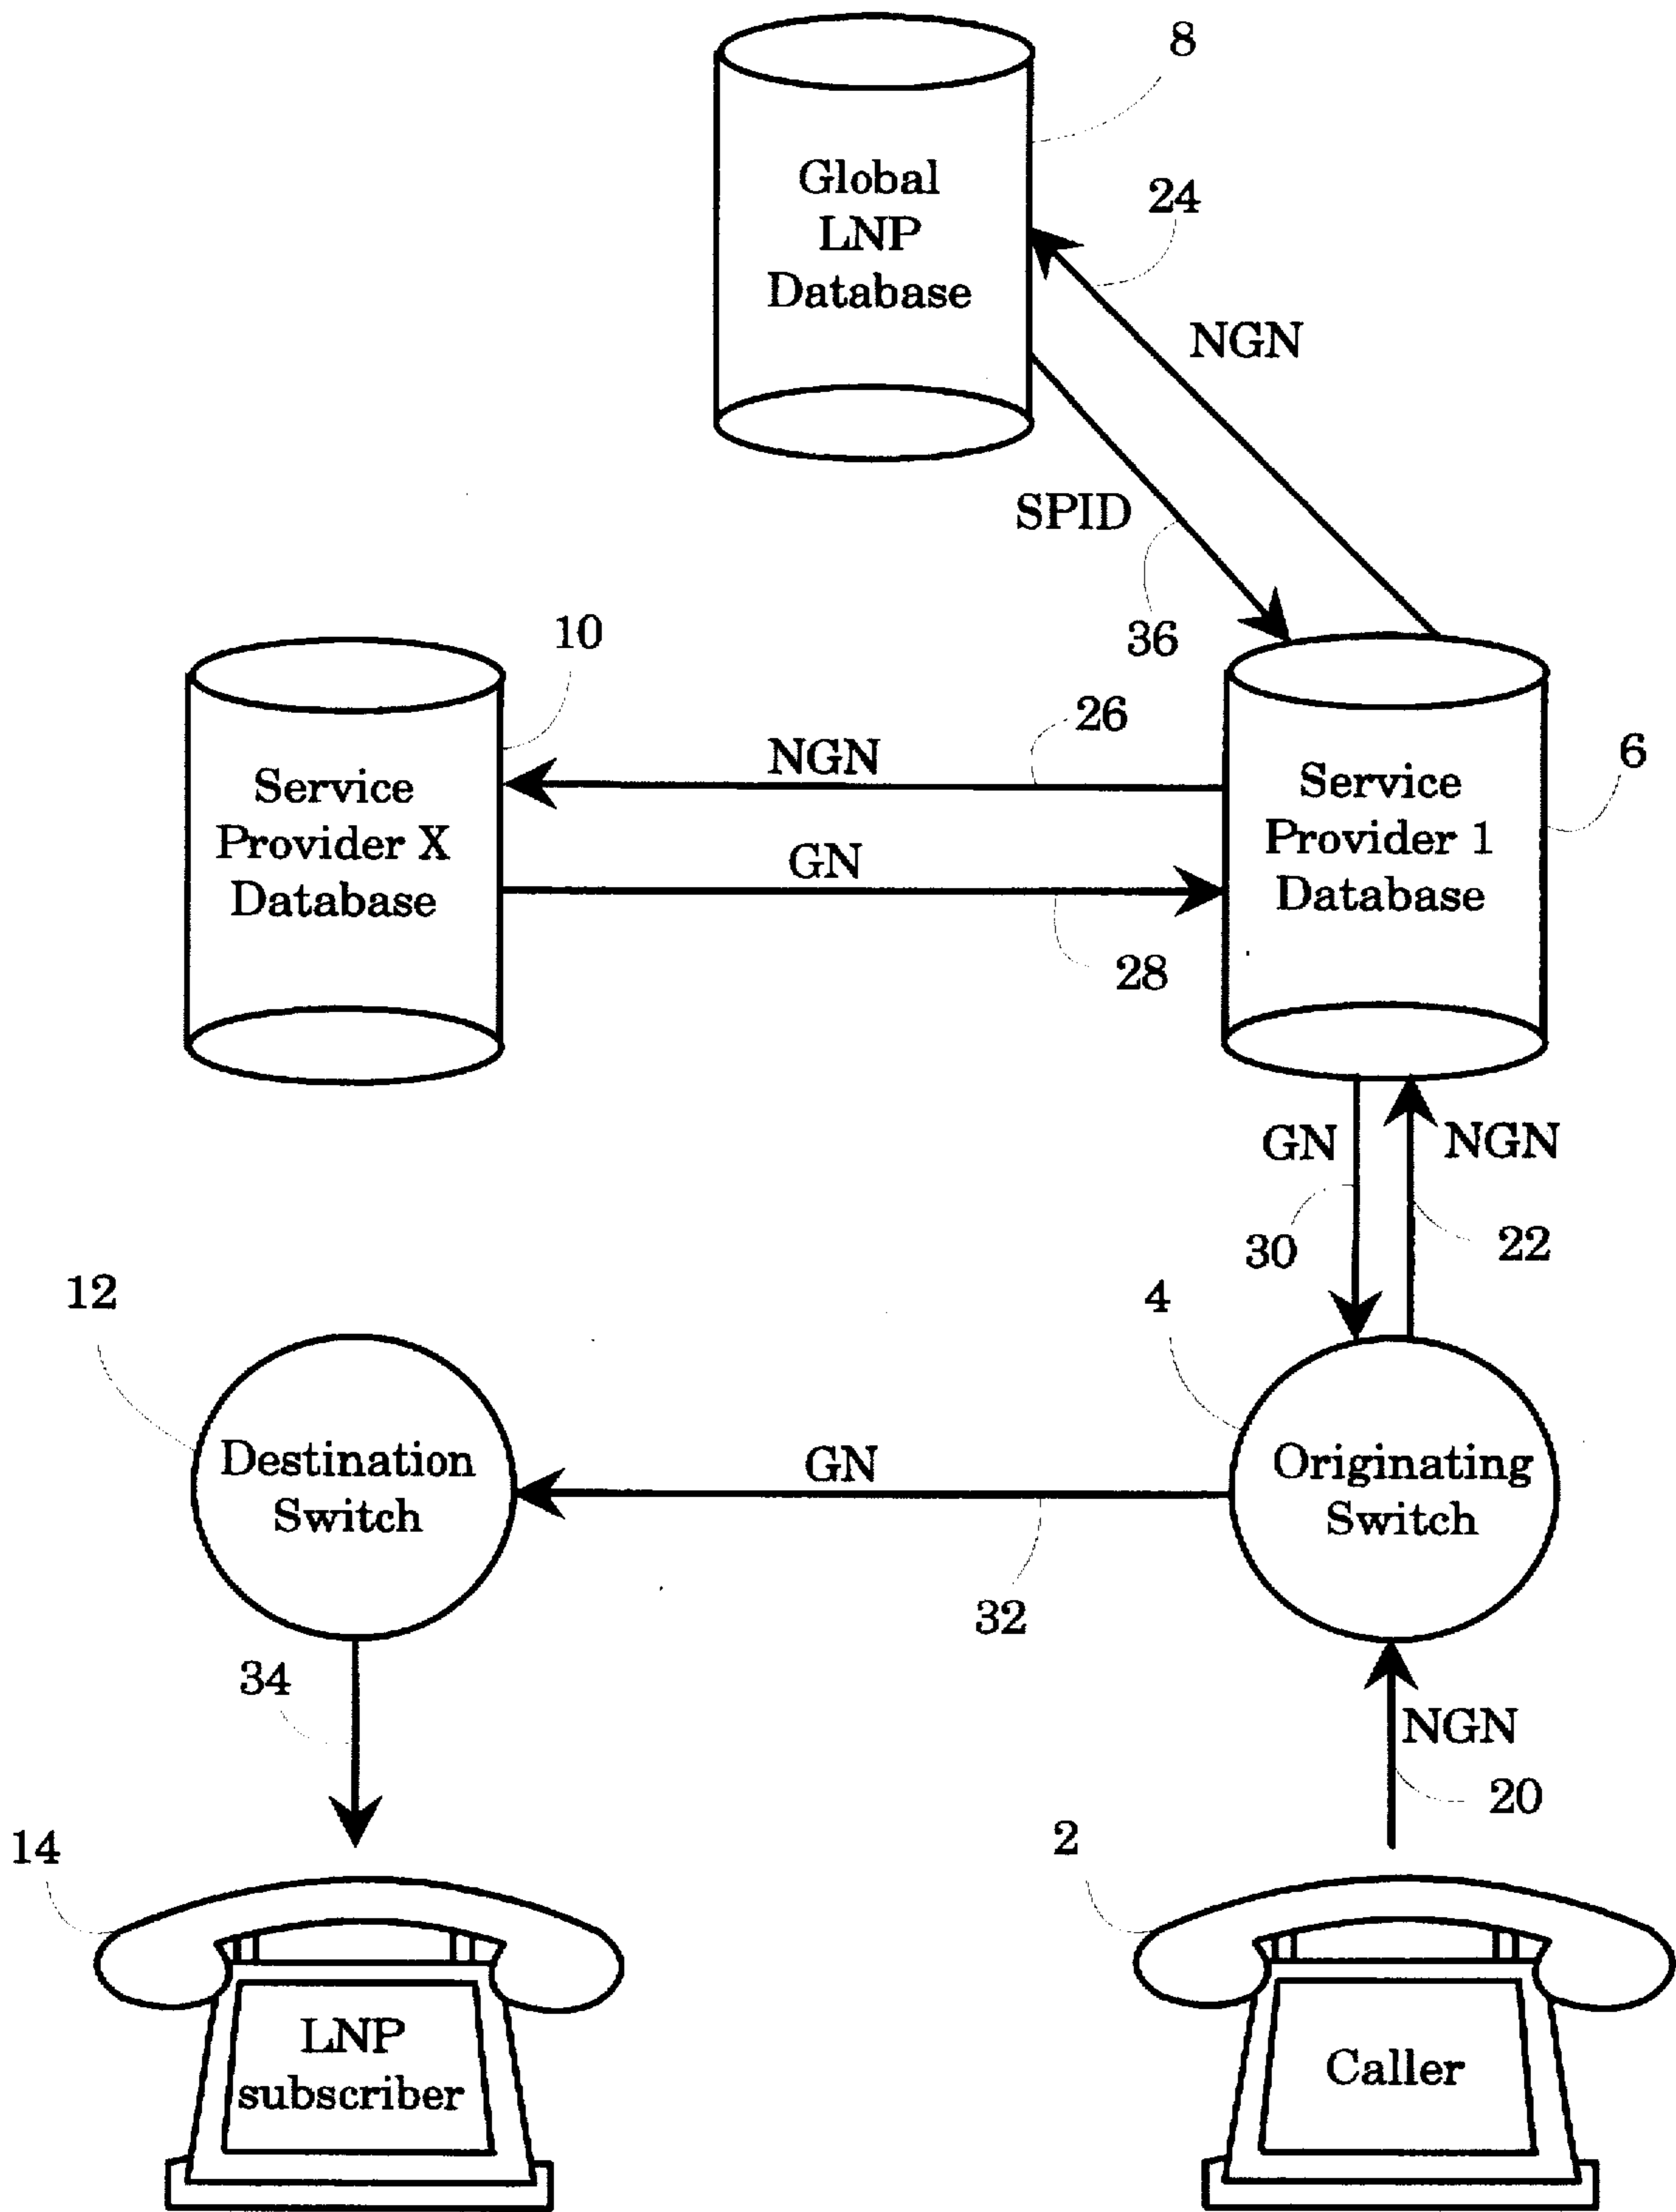 8
Global
LNP
Database
24
NGN
SPID
36
10
Service
Provider X
Database
NGN
26
GN
28
Service
Provider 1
Database
6
GN
NGN
30
22
12
Destination
Switch
GN
32
4
Originating
Switch
34
NGN
20
14
LNP
subscriber
2
Caller